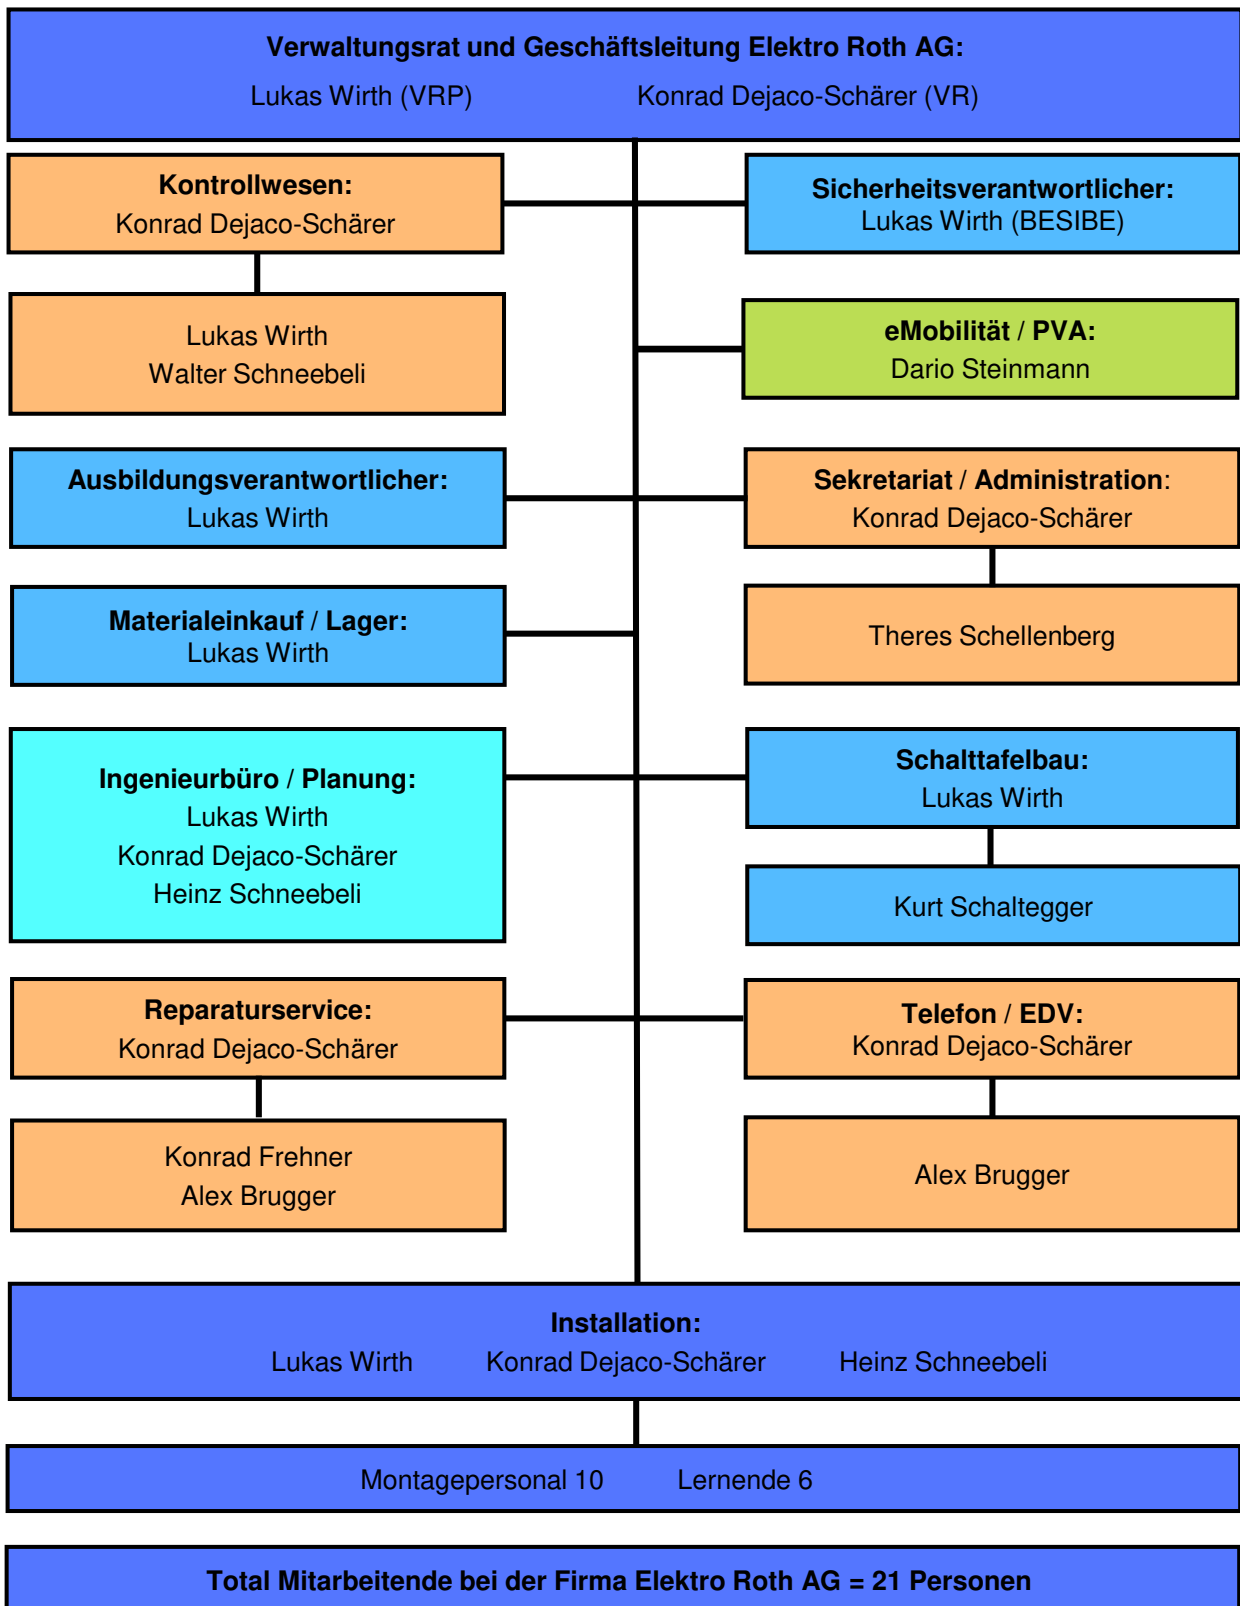 Verwaltungsrat und Geschäftsleitung Elektro Roth AG:
Lukas Wirth (VRP) Konrad Dejaco-Schärer (VR)
Kontrollwesen:
Konrad Dejaco-Schärer
Sicherheitsverantwortlicher:
Lukas Wirth (BESIBE)
Lukas Wirth
Walter Schneebeli
eMobilität / PVA:
Dario Steinmann
Ausbildungsverantwortlicher:
Lukas Wirth
Sekretariat / Administration:
Konrad Dejaco-Schärer
Materialeinkauf / Lager:
Lukas Wirth
Theres Schellenberg
Ingenieurbüro / Planung:
Lukas Wirth
Konrad Dejaco-Schärer
Heinz Schneebeli
Schalttafelbau:
Lukas Wirth
Kurt Schaltegger
Reparaturservice:
Konrad Dejaco-Schärer
Telefon / EDV:
Konrad Dejaco-Schärer
Konrad Frehner
Alex Brugger
Alex Brugger
Installation:
Lukas Wirth Konrad Dejaco-Schärer Heinz Schneebeli
Montagepersonal 10 Lernende 6
Total Mitarbeitende bei der Firma Elektro Roth AG = 21 Personen